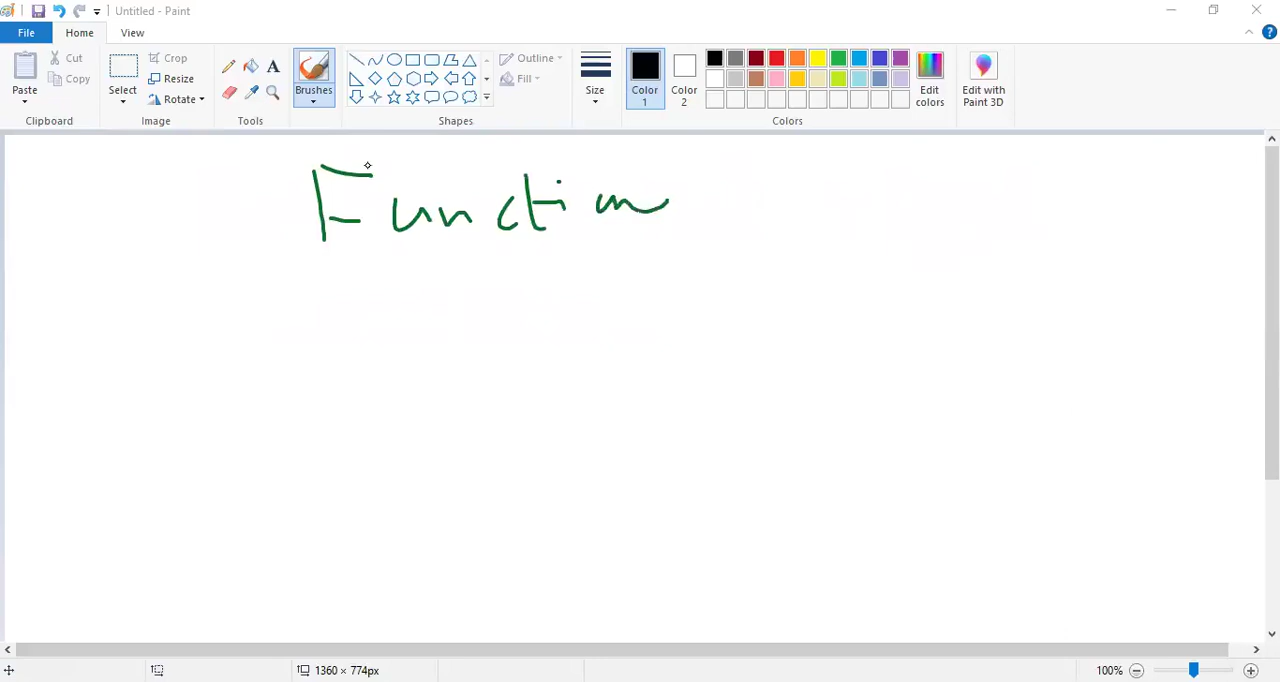 Untitled - Paint
File Home View
Paste Cut Copy Select Crop Resize Rotate Brushes Outline Fill Size Color 1 Color 2 Edit colors Edit with Paint 3D
Clipboard Image Tools Shapes Colors
Function
1360 × 774px 100%